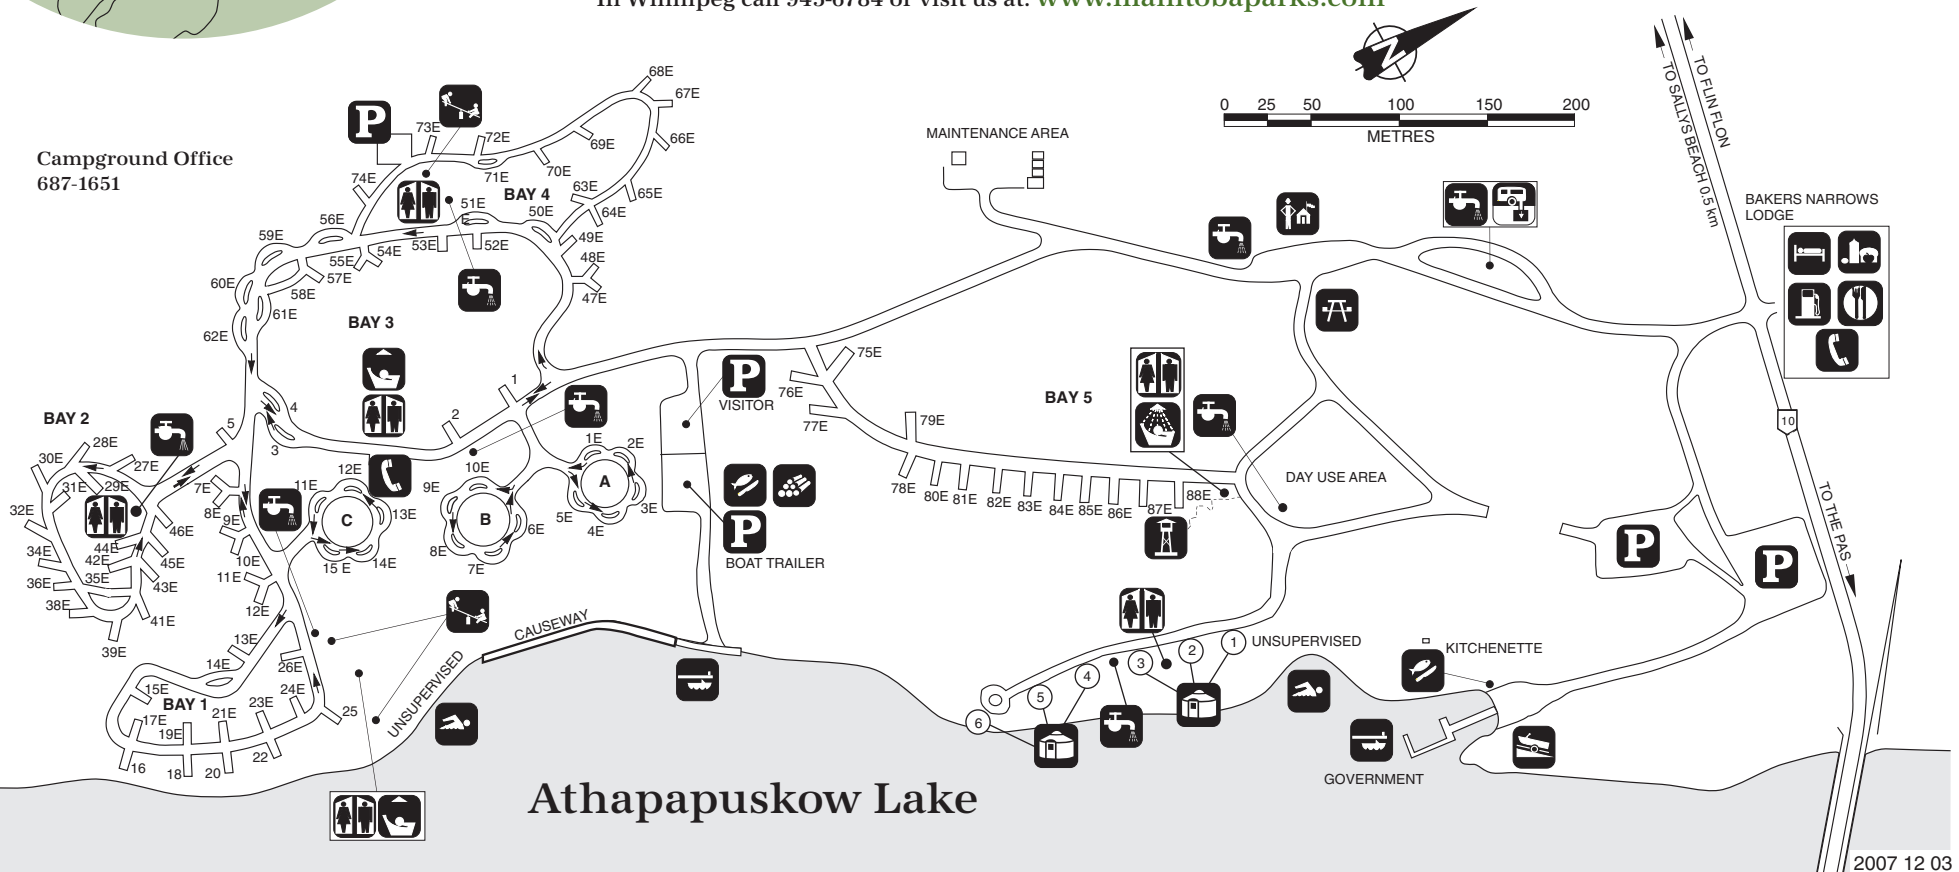 In Winnipeg call 945-6784 or visit us at: www.manitobaparks.com
Campground Office
687-1651
0 25 50 100 150 200
METRES
N
TO SALLYS BEACH 0.5 km
TO FLIN FLON
MAINTENANCE AREA
BAKERS NARROWS
LODGE
10
TO THE PAS
P
68E
67E
66E
65E
64E
63E
69E
70E
71E
72E
73E
74E
BAY 4
51E
E
50E
49E
48E
47E
52E
53E
54E
55E
56E
57E
58E
59E
60E
61E
62E
BAY 3
1
2
3
4
5
BAY 2
28E
27E
30E
31E
29E
32E
34E
36E
38E
39E
41E
35E
42E
44E
43E
45E
46E
7E
8E
9E
10E
11E
12E
13E
14E
15E
BAY 1
16
17E
18
19E
20
21E
22
23E
24E
25
26E
A
1E
2E
3E
4E
5E
B
6E
7E
8E
9E
10E
C
11E
12E
13E
14E
15 E
P
VISITOR
P
BOAT TRAILER
75E
76E
77E
78E
79E
80E
81E
82E
83E
84E
85E
86E
87E
88E
BAY 5
DAY USE AREA
P
P
CAUSEWAY
UNSUPERVISED
UNSUPERVISED
1
2
3
4
5
6
KITCHENETTE
GOVERNMENT
Athapapuskow Lake
2007 12 03